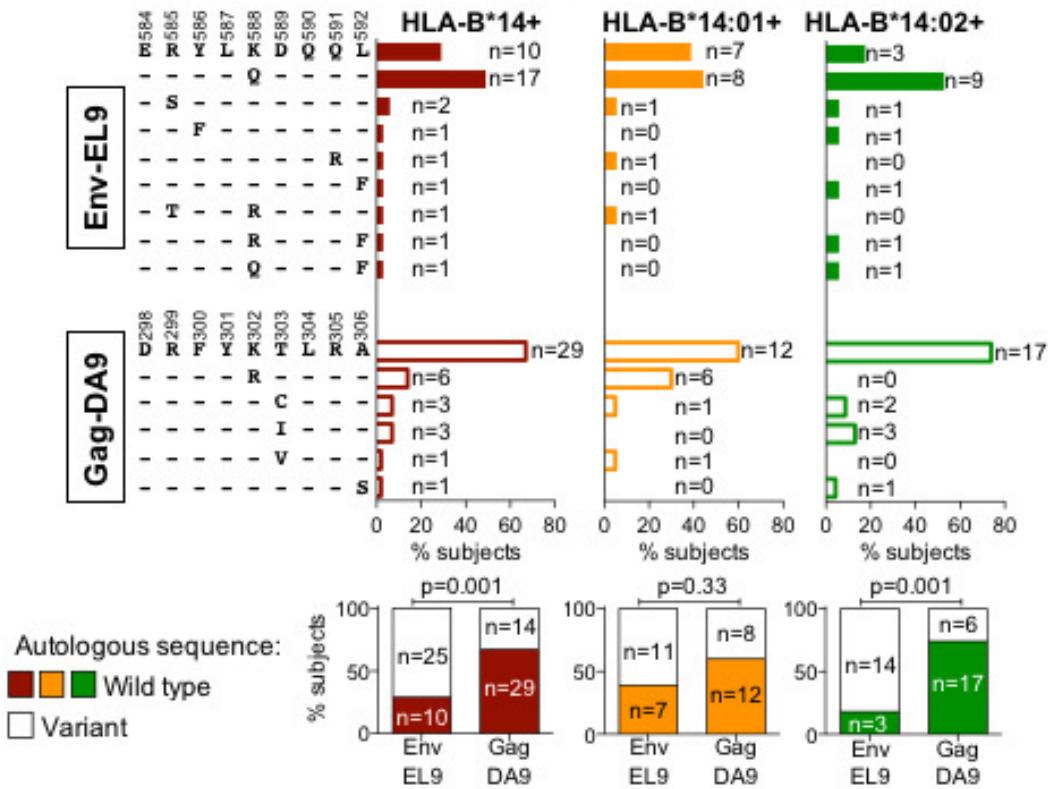 HLA-B*14+ HLA-B*14:01+ HLA-B*14:02+
E584 R585 Y586 L587 K588 D589 Q590 Q591 L592
Env-EL9
E R Y L K D Q Q L n=10 n=7 n=3
- - - - Q - - - - n=17 n=8 n=9
- S - - - - - - - n=2 n=1 n=1
- - F - - - - - - n=1 n=0 n=1
- - - - - - - R - n=1 n=1 n=0
- - - - - - - - F n=1 n=0 n=1
- T - - R - - - - n=1 n=1 n=0
- - - - R - - - F n=1 n=0 n=1
- - - - Q - - - F n=1 n=0 n=1
D298 R299 F300 Y301 K302 T303 L304 R305 A306
Gag-DA9
D R F Y K T L R A n=29 n=12 n=17
- - - - R - - - - n=6 n=6 n=0
- - - - - C - - - n=3 n=1 n=2
- - - - - I - - - n=3 n=0 n=3
- - - - - V - - - n=1 n=1 n=0
- - - - - - - - S n=1 n=0 n=1
0 20 40 60 80 0 20 40 60 80 0 20 40 60 80
% subjects % subjects % subjects
p=0.001 p=0.33 p=0.001
Autologous sequence:
Wild type
Variant
% subjects
100 n=14 100 n=8 100 n=6
n=25 n=11 n=14
50 n=29 50 n=12 50 n=17
n=10 n=7 n=3
0 0 0
Env Gag Env Gag Env Gag
EL9 DA9 EL9 DA9 EL9 DA9